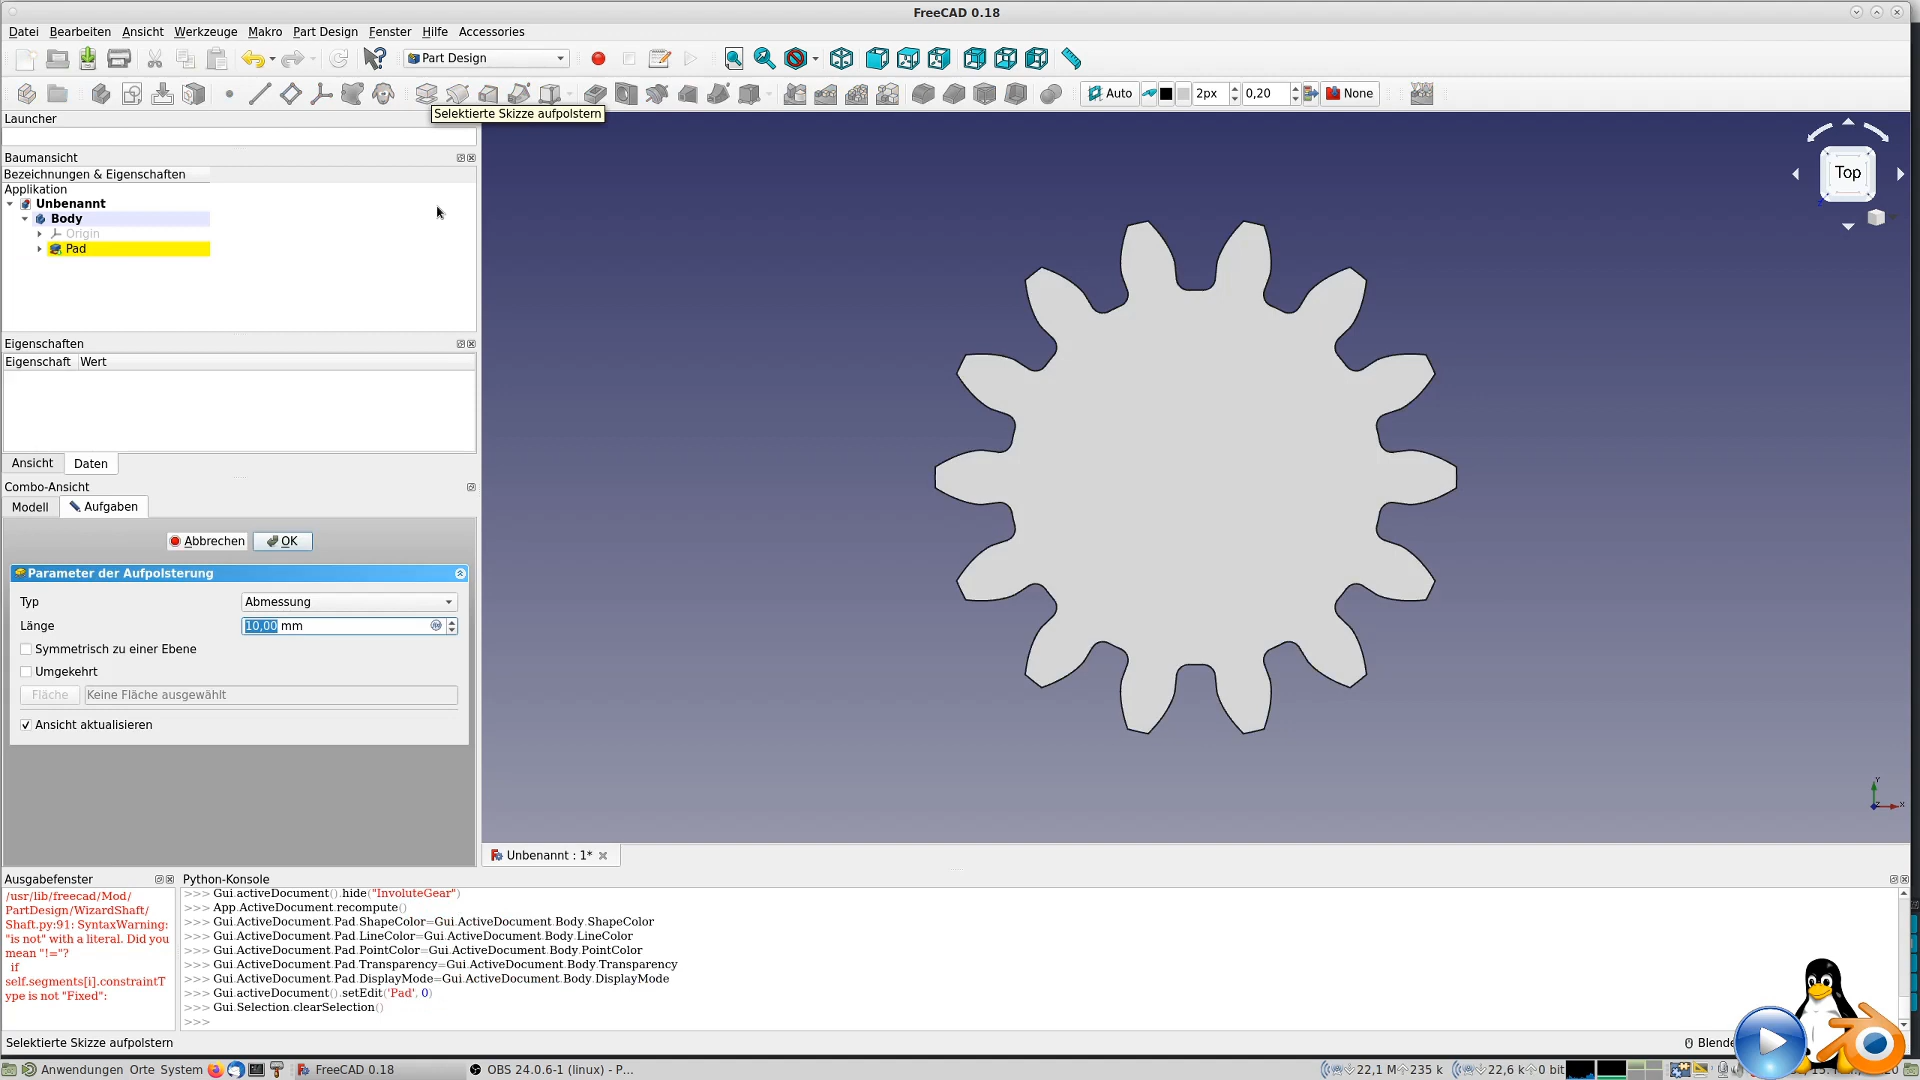 FreeCAD 0.18
Datei Bearbeiten Ansicht Werkzeuge Makro Part Design Fenster Hilfe Accessories
Part Design
Auto 2px 0,20 None
Selektierte Skizze aufpolstern
Launcher
Baumansicht
Bezeichnungen & Eigenschaften
Applikation
Unbenannt
Body
Origin
Pad
Top
Eigenschaften
Eigenschaft Wert
Ansicht Daten
Combo-Ansicht
Modell Aufgaben
Abbrechen OK
Parameter der Aufpolsterung
Typ Abmessung
Länge 10,00 mm
Symmetrisch zu einer Ebene
Umgekehrt
Fläche Keine Fläche ausgewählt
Ansicht aktualisieren
Y
Z X
Unbenannt : 1*
Ausgabefenster
/usr/lib/freecad/Mod/
PartDesign/WizardShaft/
Shaft.py:91: SyntaxWarning:
"is not" with a literal. Did you
mean "!="?
if
self.segments[i].constraintT
ype is not "Fixed":
Python-Konsole
>>> Gui.activeDocument().hide("InvoluteGear")
>>> App.ActiveDocument.recompute()
>>> Gui.ActiveDocument.Pad.ShapeColor=Gui.ActiveDocument.Body.ShapeColor
>>> Gui.ActiveDocument.Pad.LineColor=Gui.ActiveDocument.Body.LineColor
>>> Gui.ActiveDocument.Pad.PointColor=Gui.ActiveDocument.Body.PointColor
>>> Gui.ActiveDocument.Pad.Transparency=Gui.ActiveDocument.Body.Transparency
>>> Gui.ActiveDocument.Pad.DisplayMode=Gui.ActiveDocument.Body.DisplayMode
>>> Gui.activeDocument().setEdit('Pad', 0)
>>> Gui.Selection.clearSelection()
>>>
Selektierte Skizze aufpolstern
Blende
Anwendungen Orte System FreeCAD 0.18 OBS 24.0.6-1 (linux) - P... 22,1 M 235 k 22,6 k 0 bit